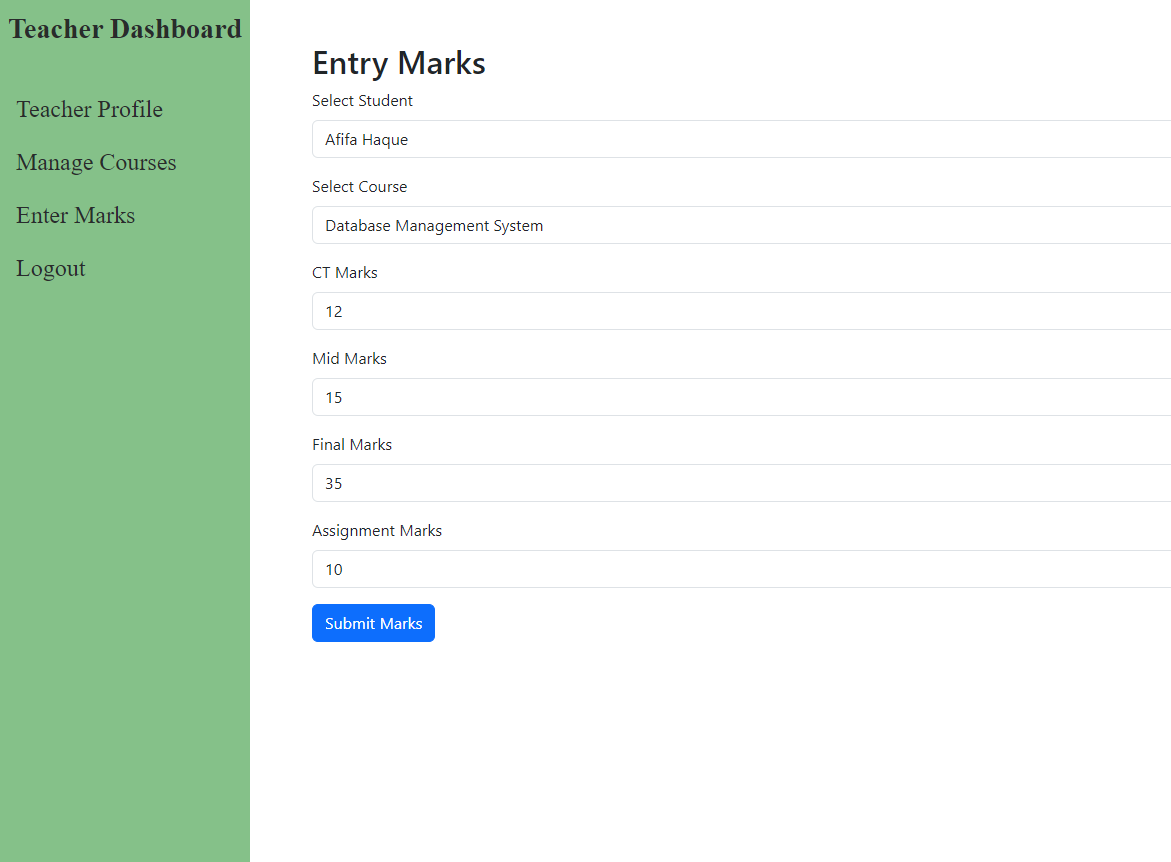 Teacher Dashboard
Teacher Profile
Manage Courses
Enter Marks
Logout
Entry Marks
Select Student
Afifa Haque
Select Course
Database Management System
CT Marks
12
Mid Marks
15
Final Marks
35
Assignment Marks
10
Submit Marks